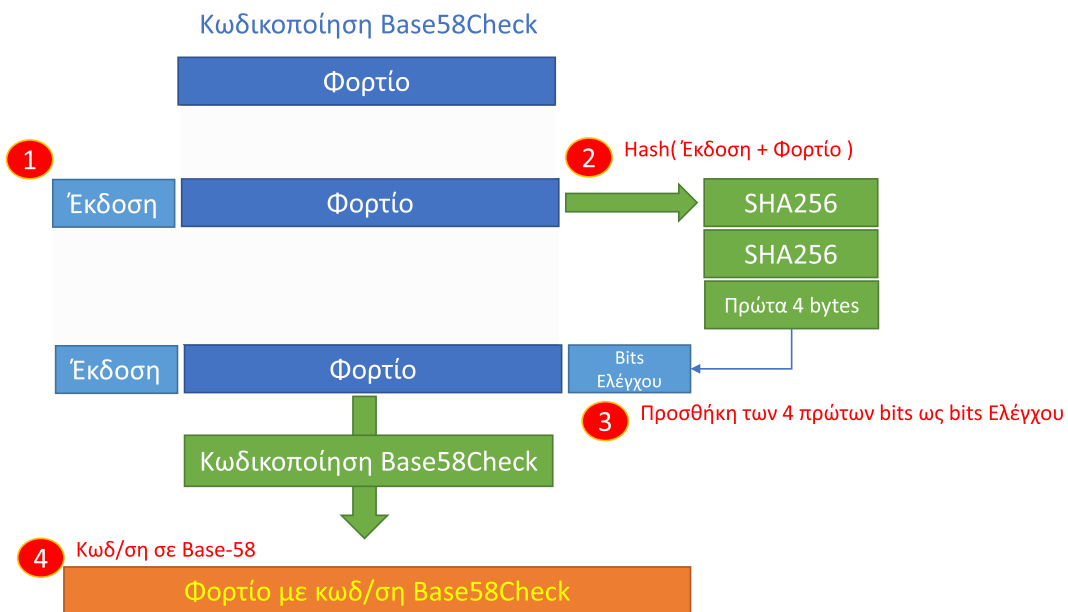 Κωδικοποίηση Base58Check
Φορτίο
1
2
Hash( Έκδοση + Φορτίο )
Έκδοση
Φορτίο
SHA256
SHA256
Πρώτα 4 bytes
Έκδοση
Φορτίο
Bits
Ελέγχου
3
Προσθήκη των 4 πρώτων bits ως bits Ελέγχου
Κωδικοποίηση Base58Check
4
Κωδ/ση σε Base-58
Φορτίο με κωδ/ση Base58Check